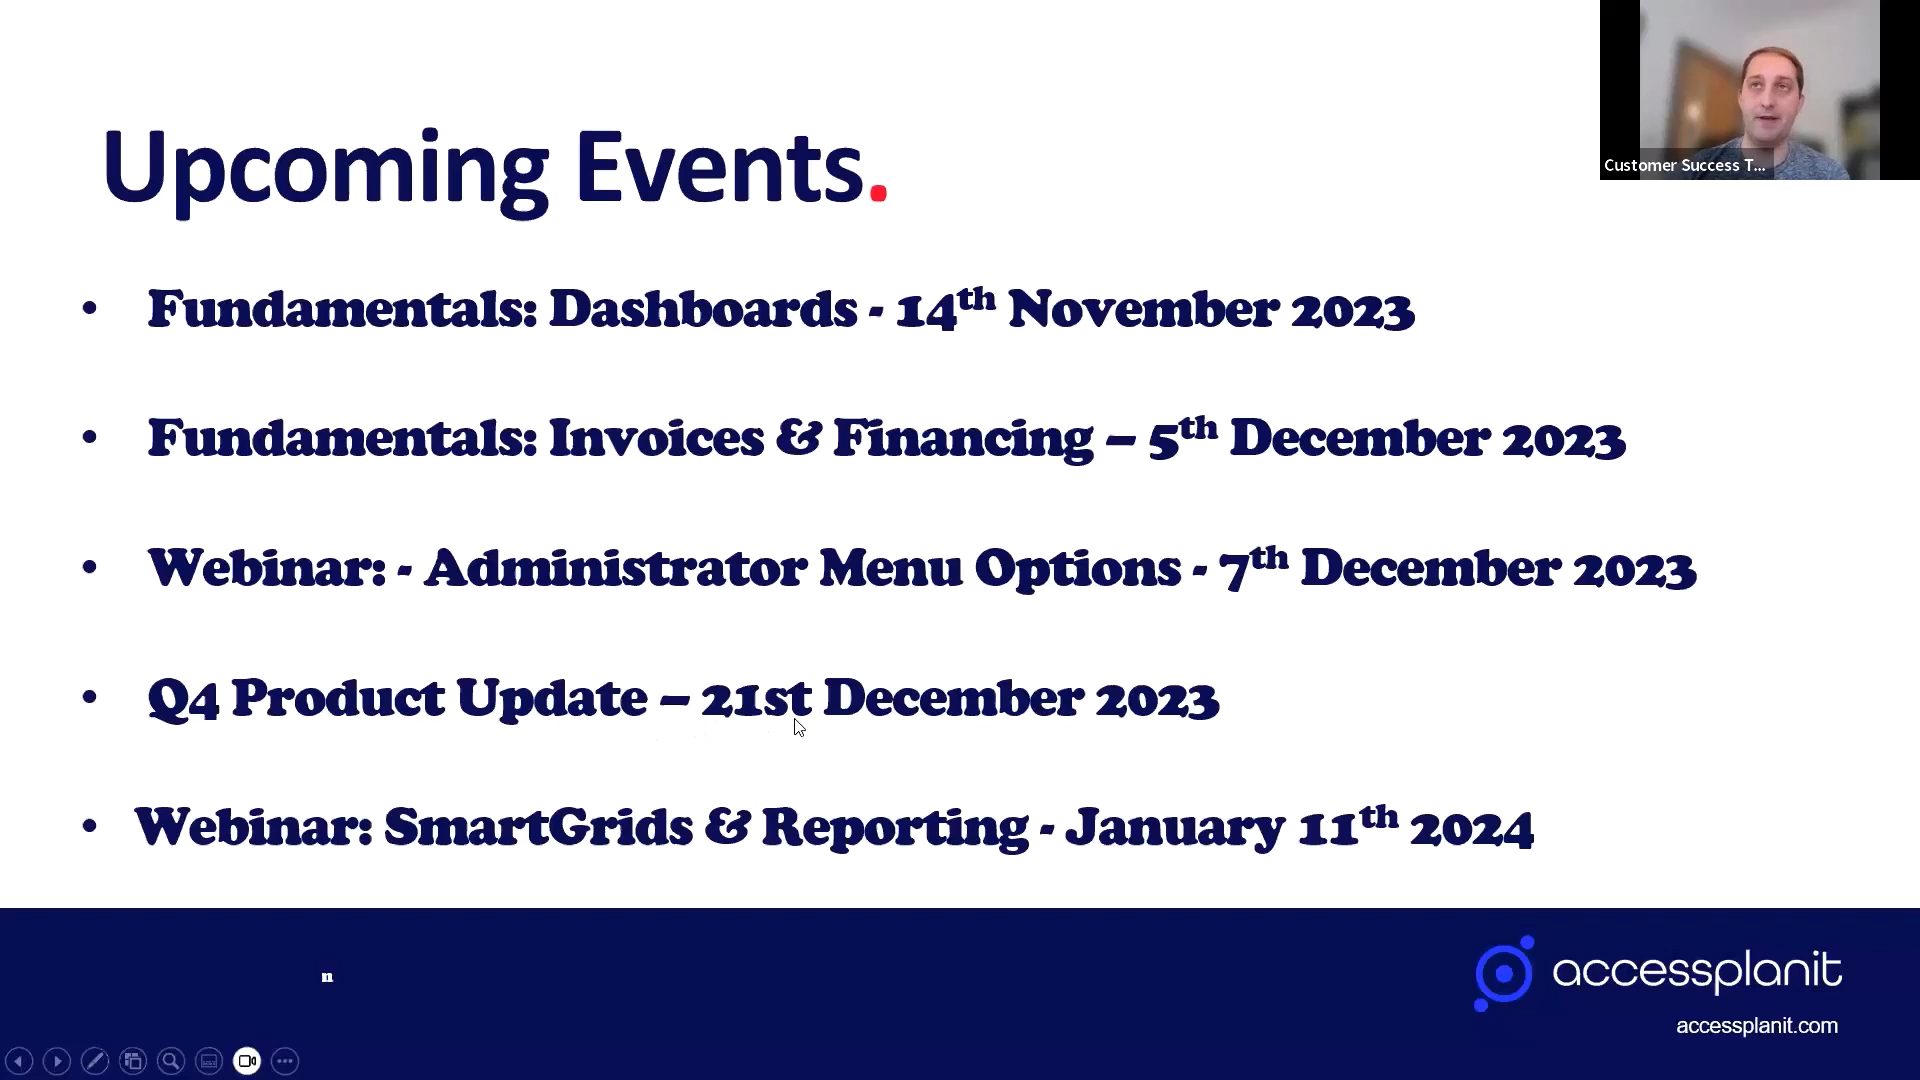 Upcoming Events.
Customer Success T...
• Fundamentals: Dashboards - 14th November 2023
• Fundamentals: Invoices & Financing – 5th December 2023
• Webinar: - Administrator Menu Options - 7th December 2023
• Q4 Product Update – 21st December 2023
• Webinar: SmartGrids & Reporting - January 11th 2024
n
accessplanit
accessplanit.com